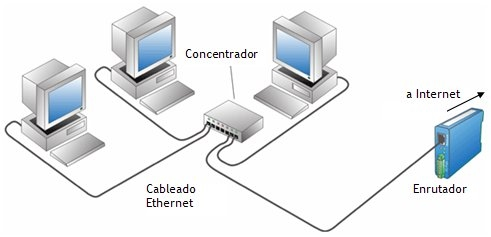 Concentrador
a Internet
Cableado
Ethernet
Enrutador